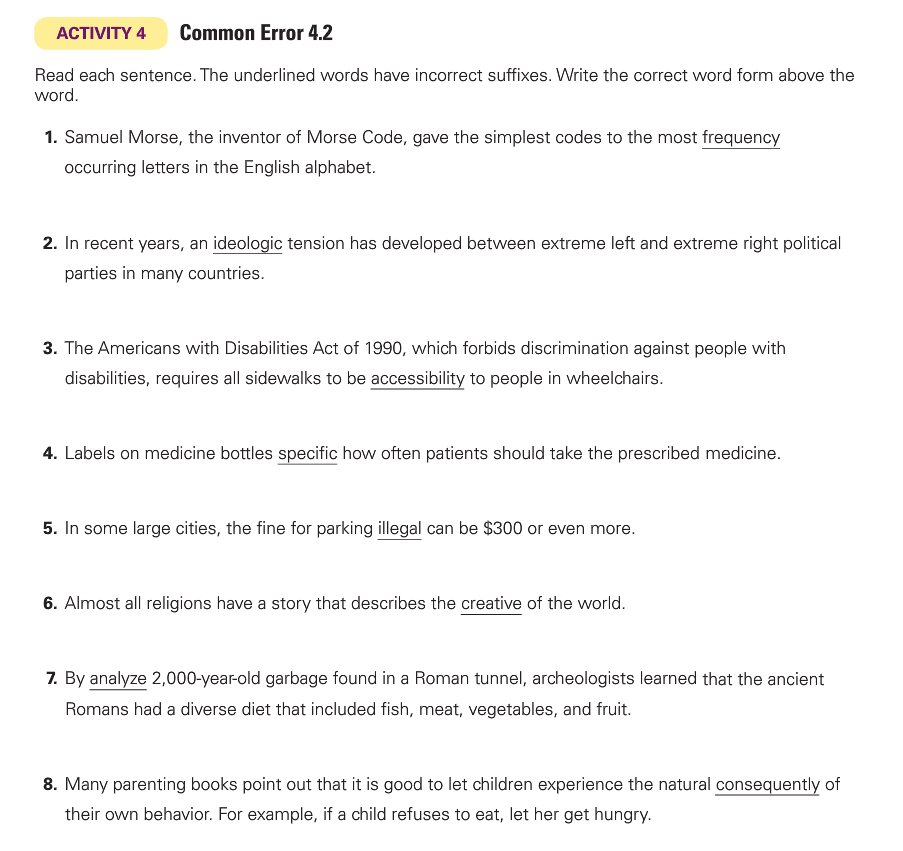 ACTIVITY 4 Common Error 4.2
Read each sentence. The underlined words have incorrect suffixes. Write the correct word form above the
word.
1. Samuel Morse, the inventor of Morse Code, gave the simplest codes to the most frequency
occurring letters in the English alphabet.
2. In recent years, an ideologic tension has developed between extreme left and extreme right political
parties in many countries.
3. The Americans with Disabilities Act of 1990, which forbids discrimination against people with
disabilities, requires all sidewalks to be accessibility to people in wheelchairs.
4. Labels on medicine bottles specific how often patients should take the prescribed medicine.
5. In some large cities, the fine for parking illegal can be $300 or even more.
6. Almost all religions have a story that describes the creative of the world.
7. By analyze 2,000-year-old garbage found in a Roman tunnel, archeologists learned that the ancient
Romans had a diverse diet that included fish, meat, vegetables, and fruit.
8. Many parenting books point out that it is good to let children experience the natural consequently of
their own behavior. For example, if a child refuses to eat, let her get hungry.